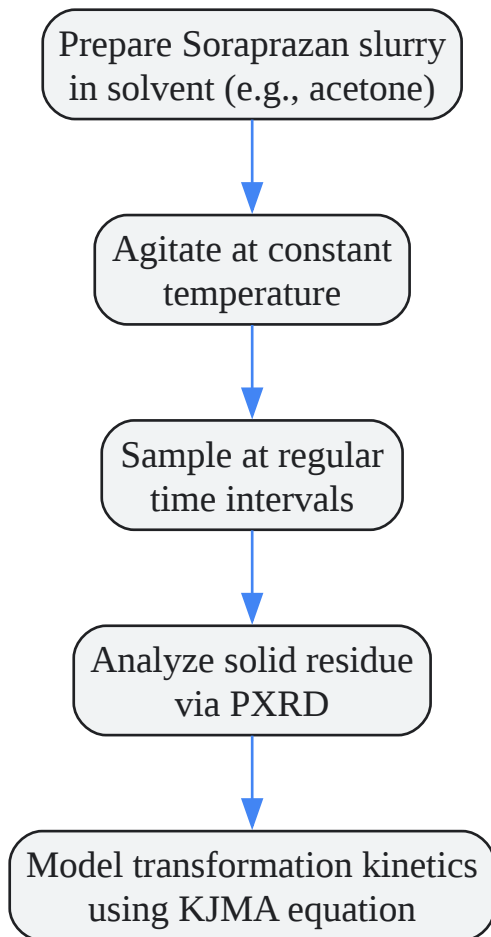 Prepare Soraprazan slurry
in solvent (e.g., acetone)
Agitate at constant
temperature
Sample at regular
time intervals
Analyze solid residue
via PXRD
Model transformation kinetics
using KJMA equation